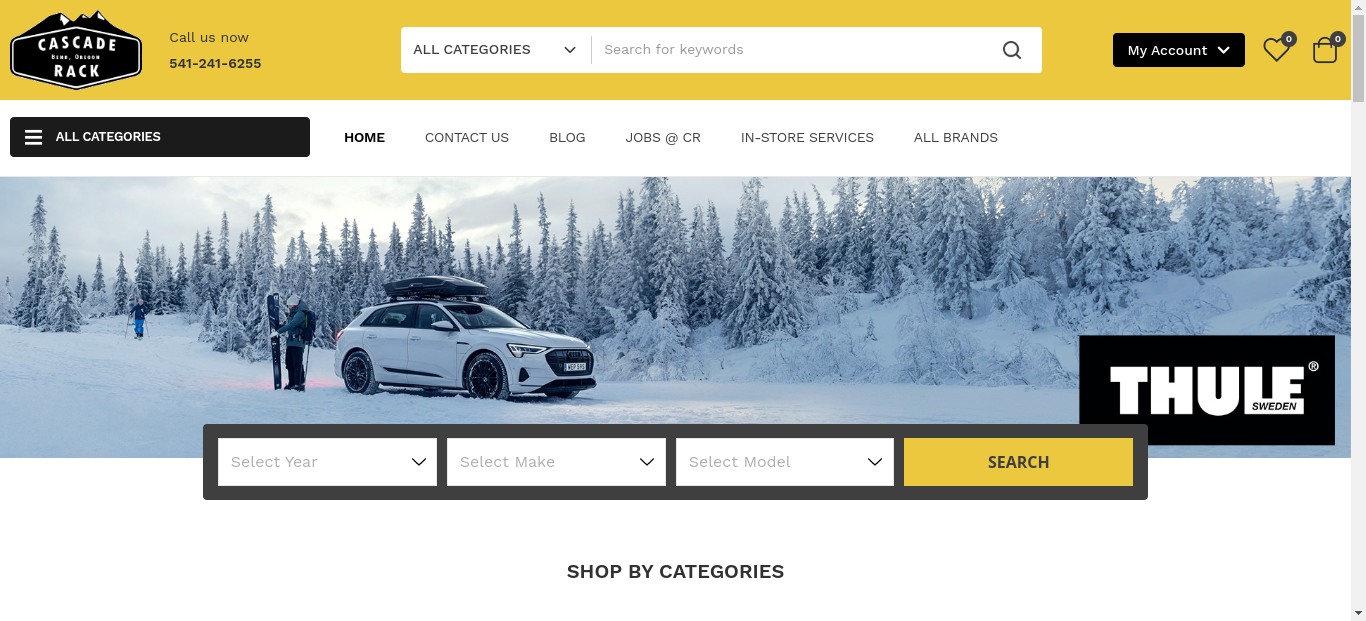 CASCADE
BEND, OREGON
RACK
Call us now
541-241-6255
ALL CATEGORIES
Search for keywords
My Account
0
0
ALL CATEGORIES
HOME
CONTACT US
BLOG
JOBS @ CR
IN-STORE SERVICES
ALL BRANDS
THULE®
SWEDEN
Select Year
Select Make
Select Model
SEARCH
SHOP BY CATEGORIES